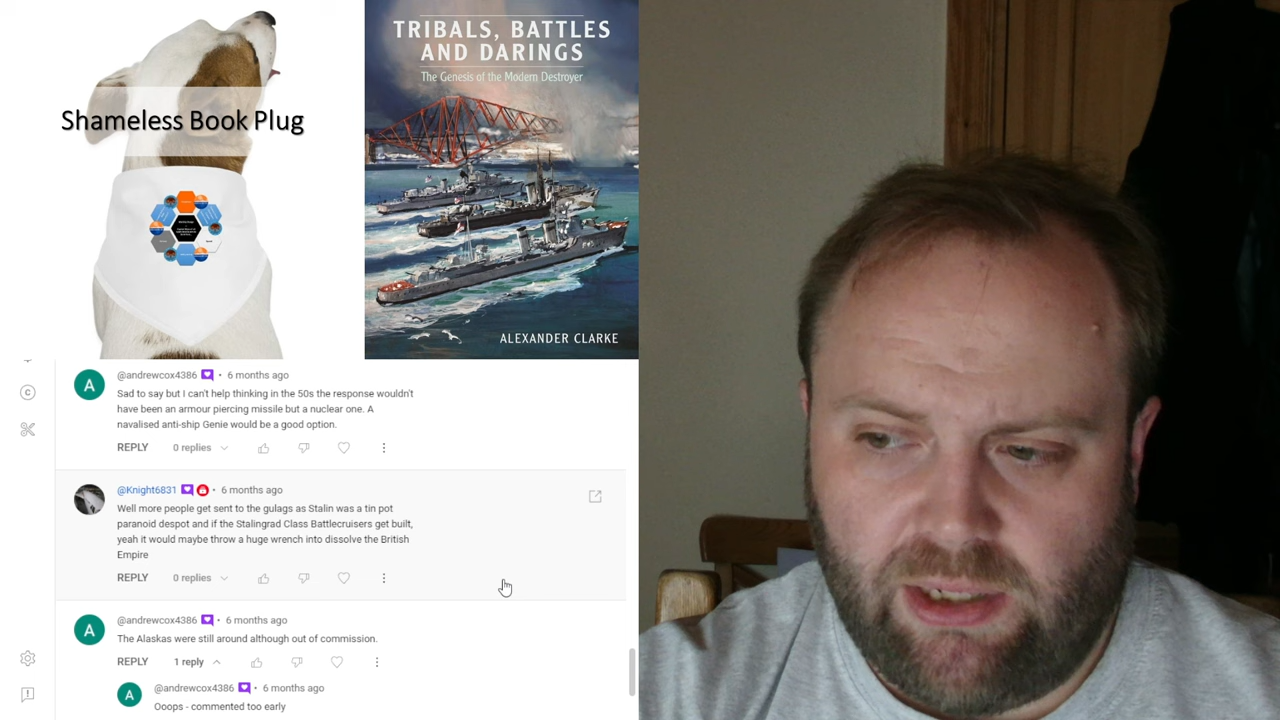 Shameless Book Plug
TRIBALS, BATTLES
AND DARINGS
The Genesis of the Modern Destroyer
ALEXANDER CLARKE
@andrewcox4386 • 6 months ago
Sad to say but I can't help thinking in the 50s the response wouldn't
have been an armour piercing missile but a nuclear one. A
navalised anti-ship Genie would be a good option.
REPLY 0 replies
@Knight6831 • 6 months ago
Well more people get sent to the gulags as Stalin was a tin pot
paranoid despot and if the Stalingrad Class Battlecruisers get built,
yeah it would maybe throw a huge wrench into dissolve the British
Empire
REPLY 0 replies
@andrewcox4386 • 6 months ago
The Alaskas were still around although out of commission.
REPLY 1 reply
@andrewcox4386 • 6 months ago
Ooops - commented too early